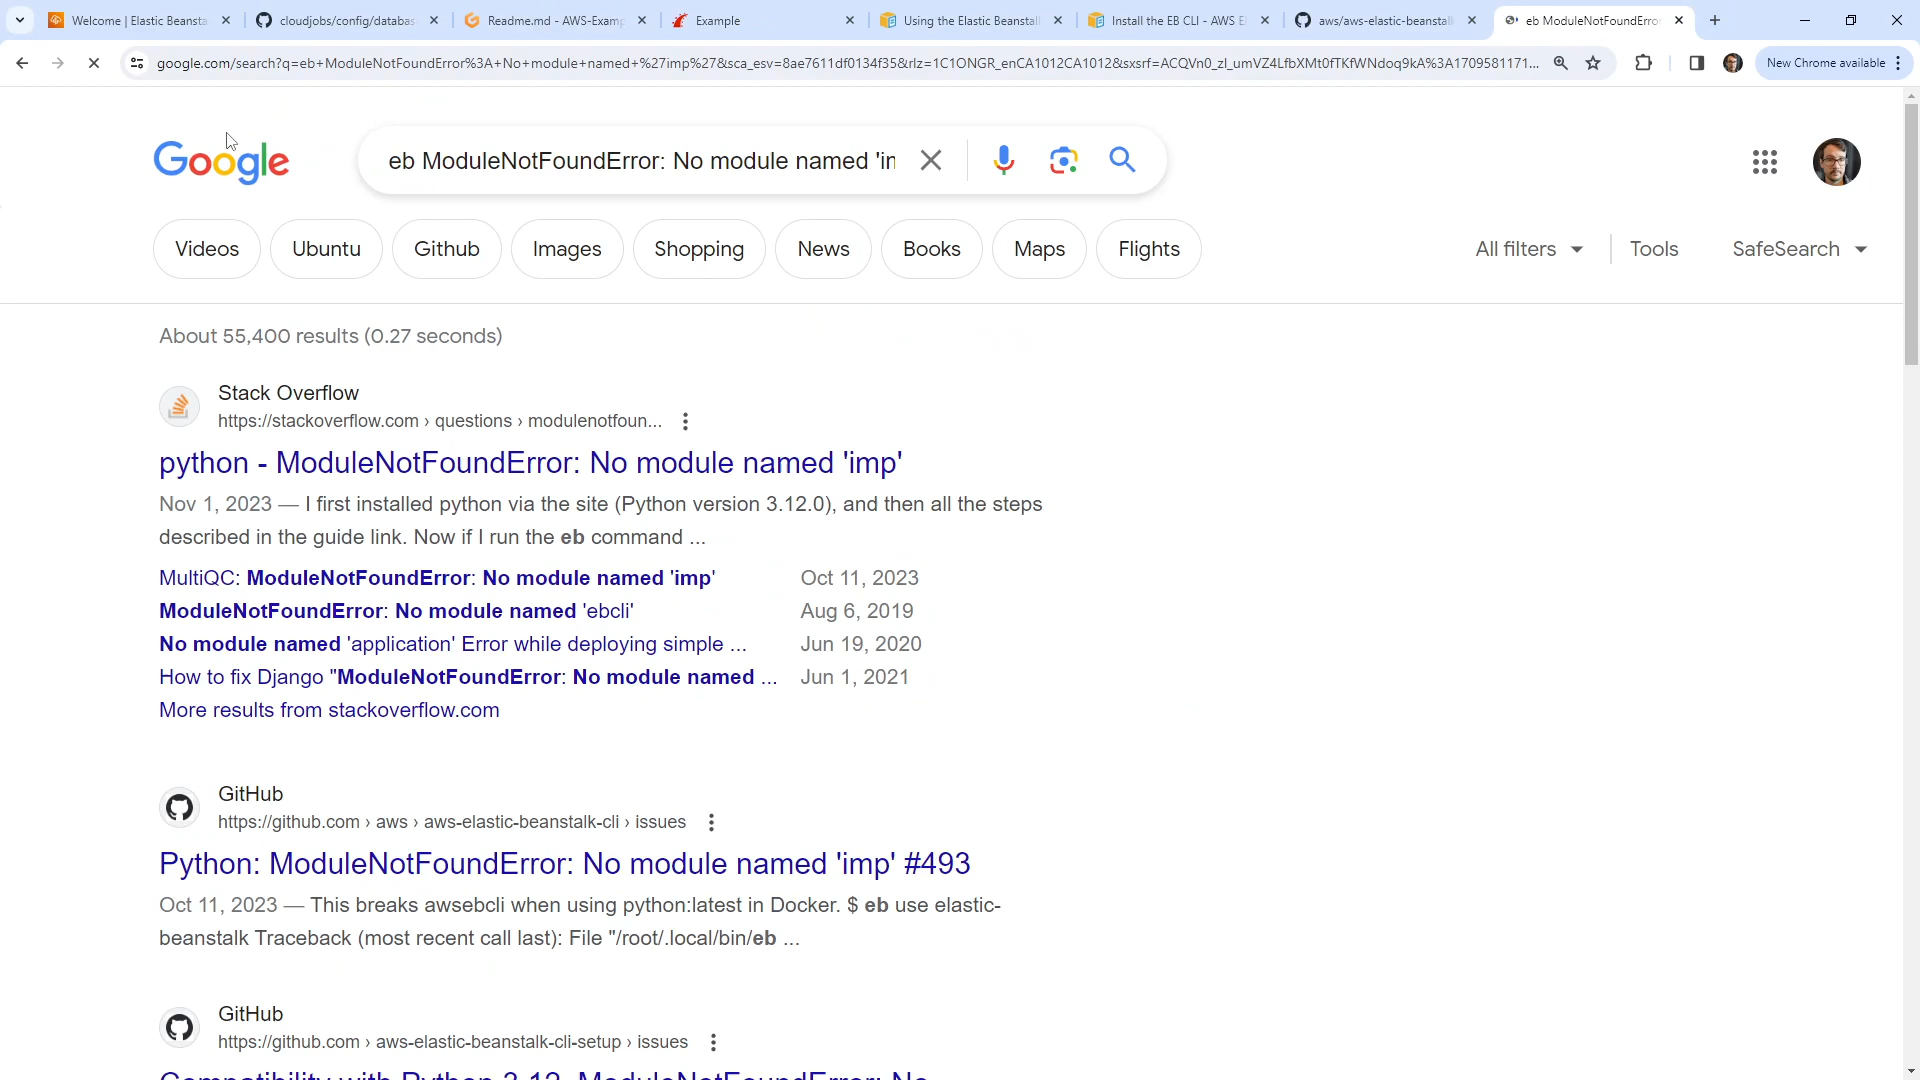 Welcome | Elastic Beansta
cloudjobs/config/databas
Readme.md - AWS-Examp
Example
Using the Elastic Beanstal
Install the EB CLI - AWS E
aws/aws-elastic-beanstal
eb ModuleNotFoundErro
google.com/search?q=eb+ModuleNotFoundError%3A+No+module+named+%27imp%27&sca_esv=8ae7611df0134f35&rlz=1C1ONGR_enCA1012CA1012&sxsrf=ACQVn0_zl_umVZ4LfbXMt0fTKfWNdoq9kA%3A1709581171...
New Chrome available
Google
eb ModuleNotFoundError: No module named 'in
Videos
Ubuntu
Github
Images
Shopping
News
Books
Maps
Flights
All filters
Tools
SafeSearch
About 55,400 results (0.27 seconds)
Stack Overflow
https://stackoverflow.com › questions › modulenotfoun...
python - ModuleNotFoundError: No module named 'imp'
Nov 1, 2023 — I first installed python via the site (Python version 3.12.0), and then all the steps
described in the guide link. Now if I run the eb command ...
MultiQC: ModuleNotFoundError: No module named 'imp' Oct 11, 2023
ModuleNotFoundError: No module named 'ebcli' Aug 6, 2019
No module named 'application' Error while deploying simple ... Jun 19, 2020
How to fix Django "ModuleNotFoundError: No module named ... Jun 1, 2021
More results from stackoverflow.com
GitHub
https://github.com › aws › aws-elastic-beanstalk-cli › issues
Python: ModuleNotFoundError: No module named 'imp' #493
Oct 11, 2023 — This breaks awsebcli when using python:latest in Docker. $ eb use elastic-
beanstalk Traceback (most recent call last): File "/root/.local/bin/eb ...
GitHub
https://github.com › aws-elastic-beanstalk-cli-setup › issues
Compatibility with Python 3.12, ModuleNotFoundError: No